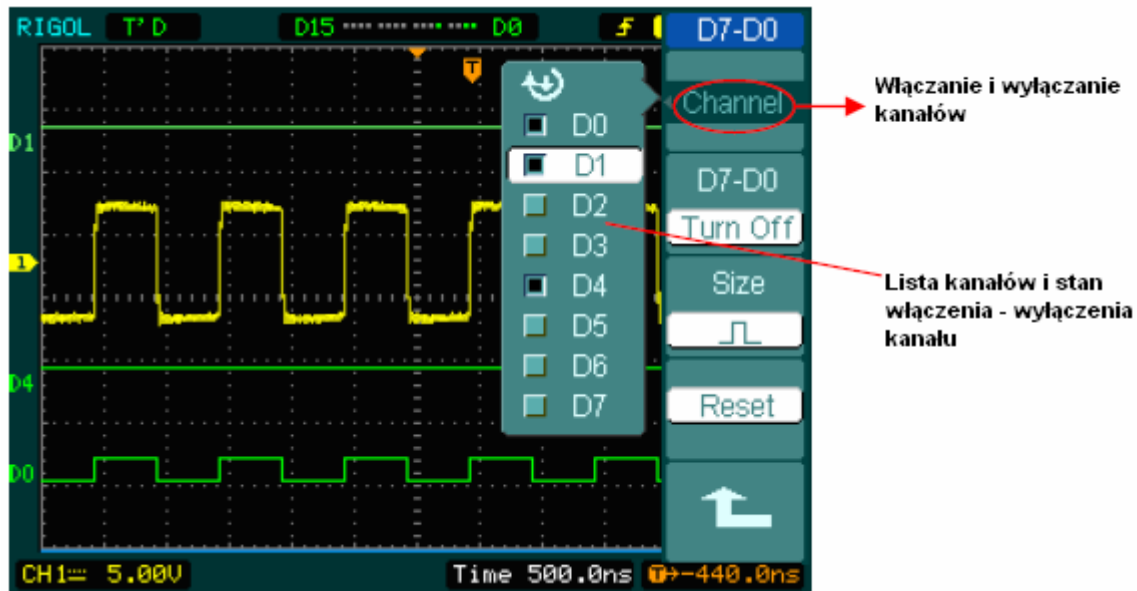 RIGOL T'D D15 D0 D7-D0
T
Channel
Włączanie i wyłączanie
kanałów
D0
D1
D2
D3
D4
D5
D6
D7
D7-D0
Turn Off
Size
Reset
Lista kanałów i stan
włączenia - wyłączenia
kanału
D1
1
D4
D0
CH1 5.00V Time 500.0ns T→-440.0ns